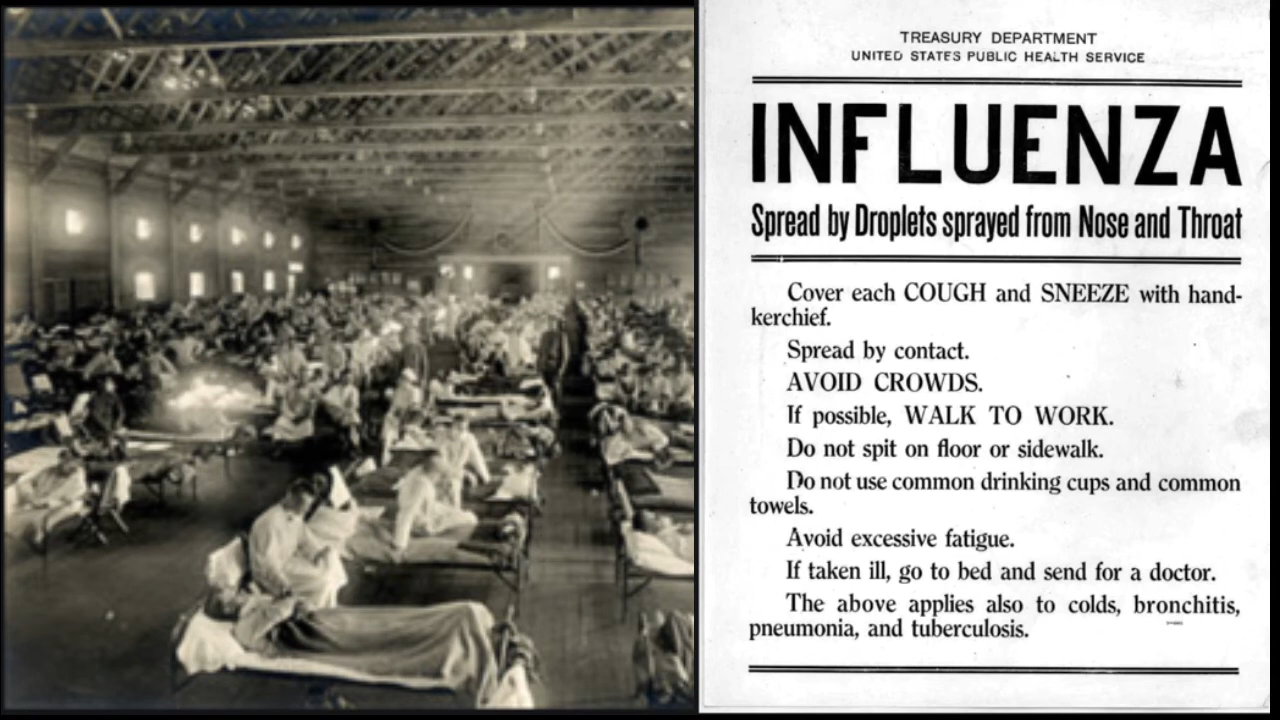 TREASURY DEPARTMENT
UNITED STATES PUBLIC HEALTH SERVICE
INFLUENZA
Spread by Droplets sprayed from Nose and Throat
Cover each COUGH and SNEEZE with hand-
kerchief.
Spread by contact.
AVOID CROWDS.
If possible, WALK TO WORK.
Do not spit on floor or sidewalk.
Do not use common drinking cups and common
towels.
Avoid excessive fatigue.
If taken ill, go to bed and send for a doctor.
The above applies also to colds, bronchitis,
pneumonia, and tuberculosis.